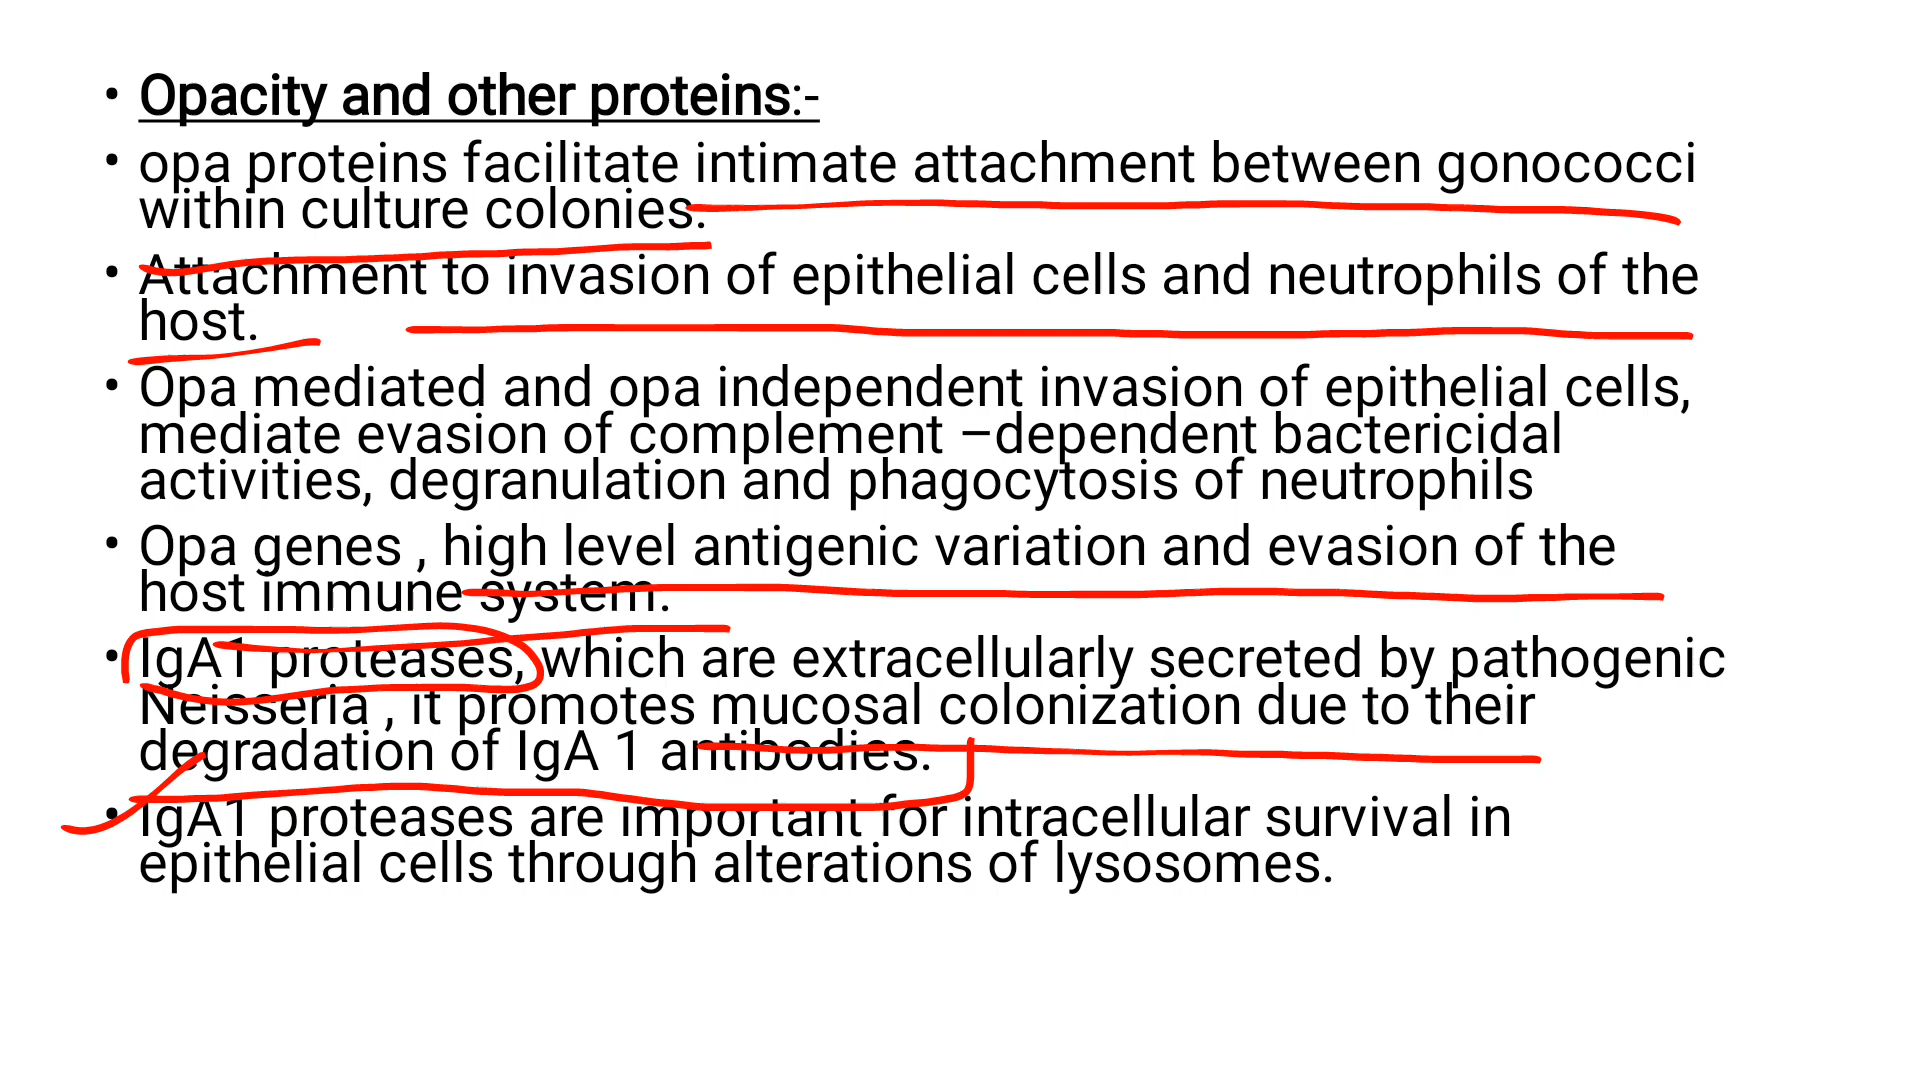 • Opacity and other proteins:-
• opa proteins facilitate intimate attachment between gonococci
within culture colonies.
• Attachment to invasion of epithelial cells and neutrophils of the
host.
• Opa mediated and opa independent invasion of epithelial cells,
mediate evasion of complement –dependent bactericidal
activities, degranulation and phagocytosis of neutrophils
• Opa genes , high level antigenic variation and evasion of the
host immune system.
• IgA1 proteases, which are extracellularly secreted by pathogenic
Neisseria , it promotes mucosal colonization due to their
degradation of IgA 1 antibodies.
• IgA1 proteases are important for intracellular survival in
epithelial cells through alterations of lysosomes.